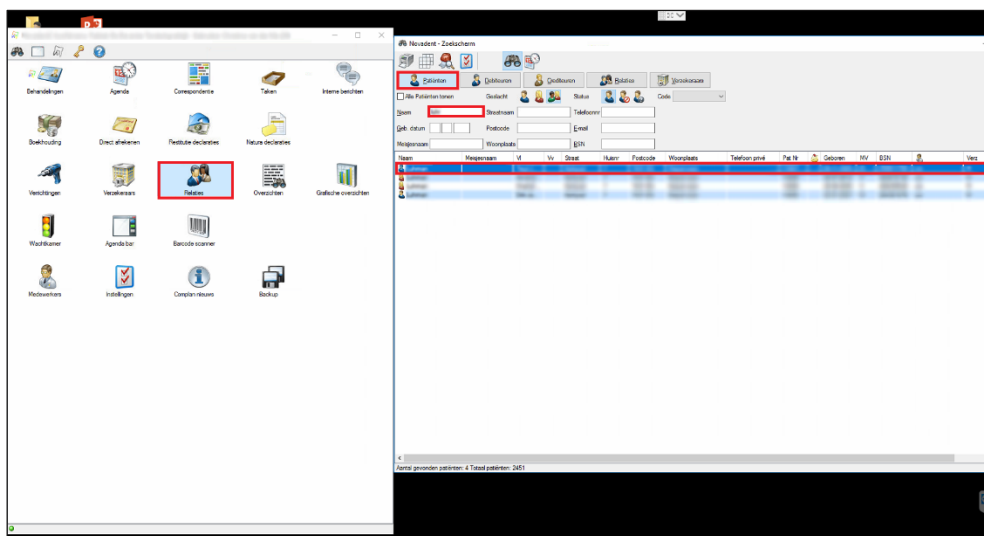 Behandelingen Agenda Correspondentie Taken Interne berichten
Boekhouding Direct afrekenen Restitutie declaraties Natura declaraties
Verrichtingen Verzekeraars Relaties Overzichten Grafische overzichten
Wachtkamer Agenda bar Barcode scanner
Medewerkers Instellingen Complan nieuws Backup
Novadent - Zoekscherm
Patiënten Debiteuren Crediteuren Relaties Verzekeraars
Alle Patiënten tonen Geslacht Status Code
Naam Straatnaam Telefoonnr
Geb. datum Postcode E-mail
Meisjesnaam Woonplaats BSN
Naam Meisjesnaam Vl Vv Straat Huisnr Postcode Woonplaats Telefoon privé Pat Nr Geboren MV BSN Verz
Aantal gevonden patiënten: 4 Totaal patiënten: 2451